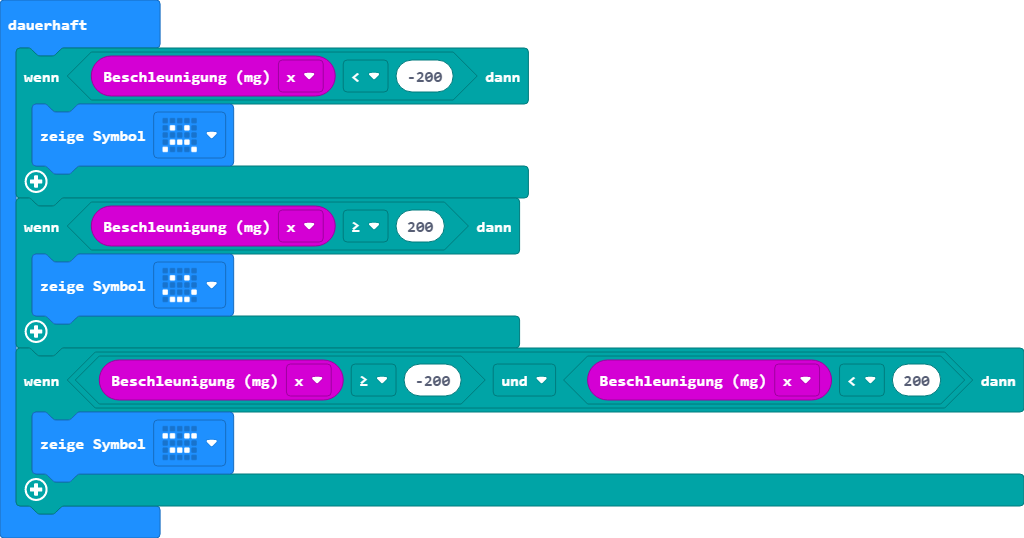 dauerhaft
wenn Beschleunigung (mg) x < -200 dann
zeige Symbol
wenn Beschleunigung (mg) x ≥ 200 dann
zeige Symbol
wenn Beschleunigung (mg) x ≥ -200 und Beschleunigung (mg) x < 200 dann
zeige Symbol